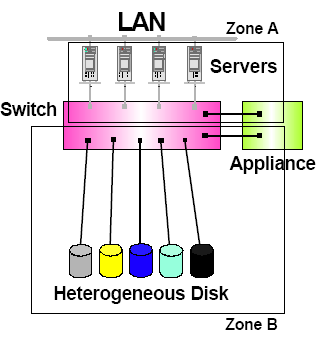 LAN
Zone A
Servers
Switch
Appliance
Heterogeneous Disk
Zone B